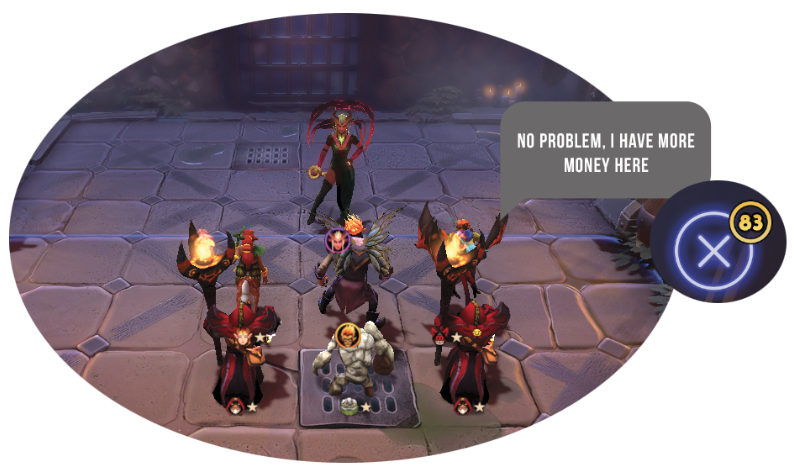 NO PROBLEM, I HAVE MORE
MONEY HERE
83